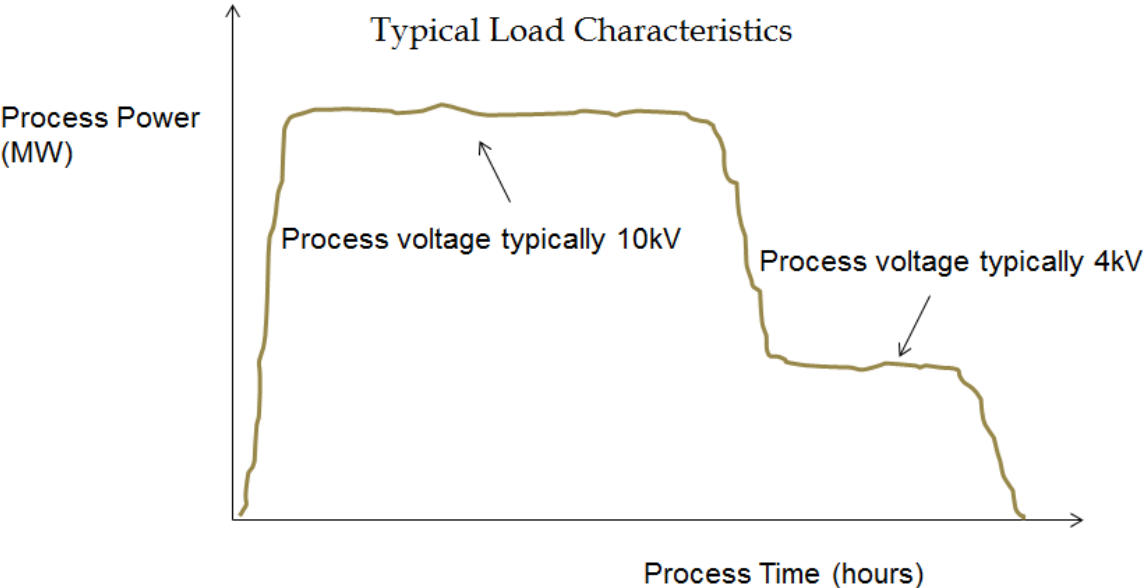 Typical Load Characteristics
Process Power
(MW)
Process voltage typically 10kV
Process voltage typically 4kV
Process Time (hours)